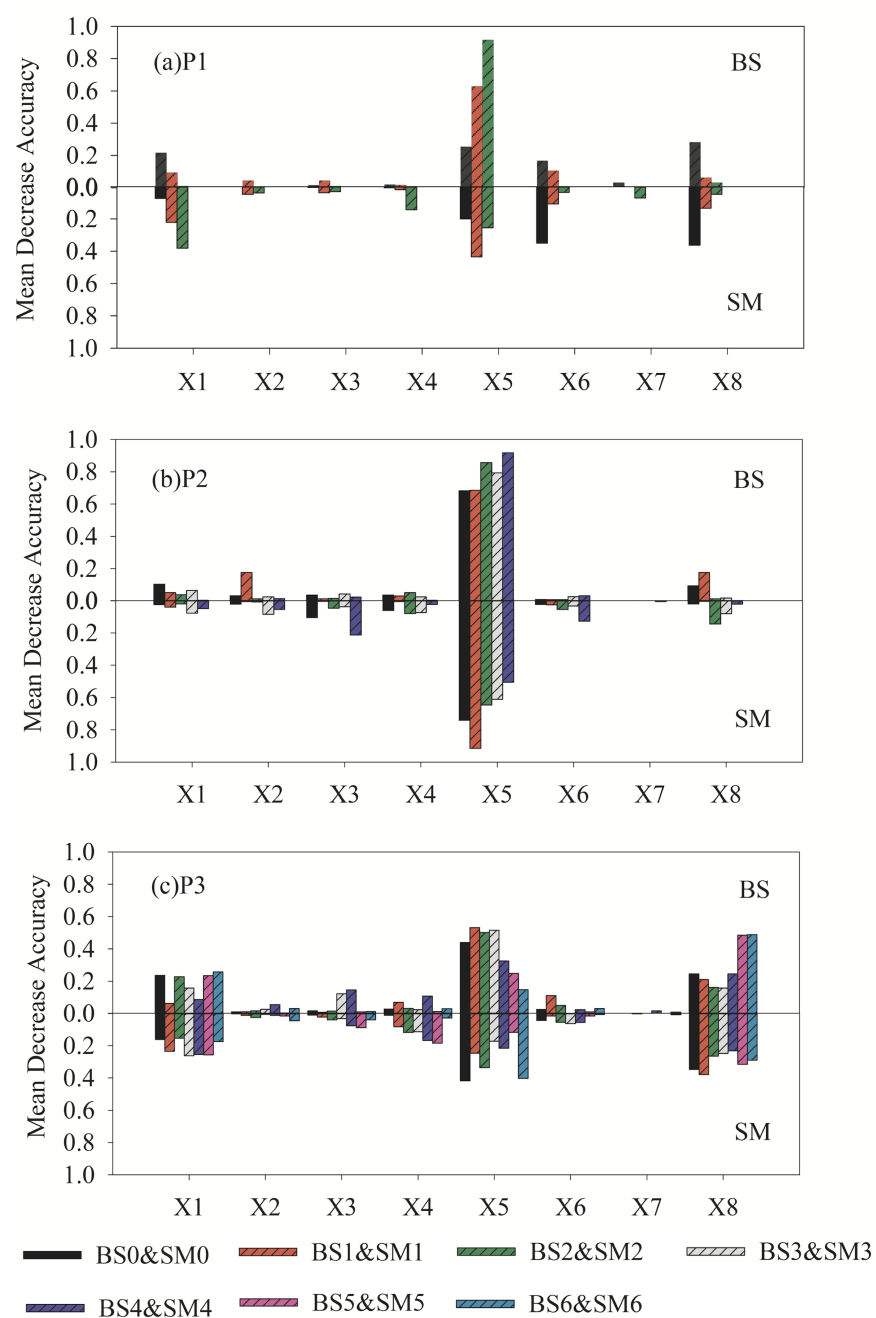 1.0
(a)P1
BS
0.8
0.6
0.4
0.2
0.0
0.2
0.4
0.6
0.8
SM
1.0
Mean Decrease Accuracy
X1 X2 X3 X4 X5 X6 X7 X8
1.0
(b)P2
BS
0.8
0.6
0.4
0.2
0.0
0.2
0.4
0.6
0.8
SM
1.0
Mean Decrease Accuracy
X1 X2 X3 X4 X5 X6 X7 X8
1.0
(c)P3
BS
0.8
0.6
0.4
0.2
0.0
0.2
0.4
0.6
0.8
SM
1.0
Mean Decrease Accuracy
X1 X2 X3 X4 X5 X6 X7 X8
BS0&SM0 BS1&SM1 BS2&SM2 BS3&SM3
BS4&SM4 BS5&SM5 BS6&SM6